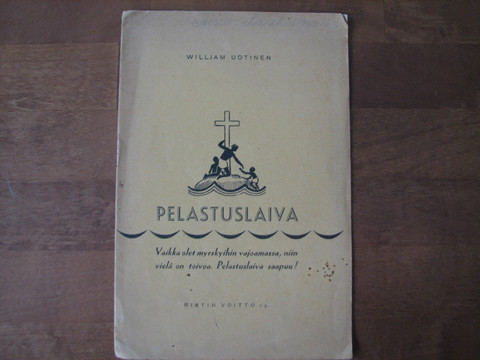 WILLIAM UOTINEN
PELASTUSLAIVA
Vaikka olet myrskyihin vajoamassa, niin
vielä on toivoa. Pelastuslaiva saapuu!
RISTIN VOITTO